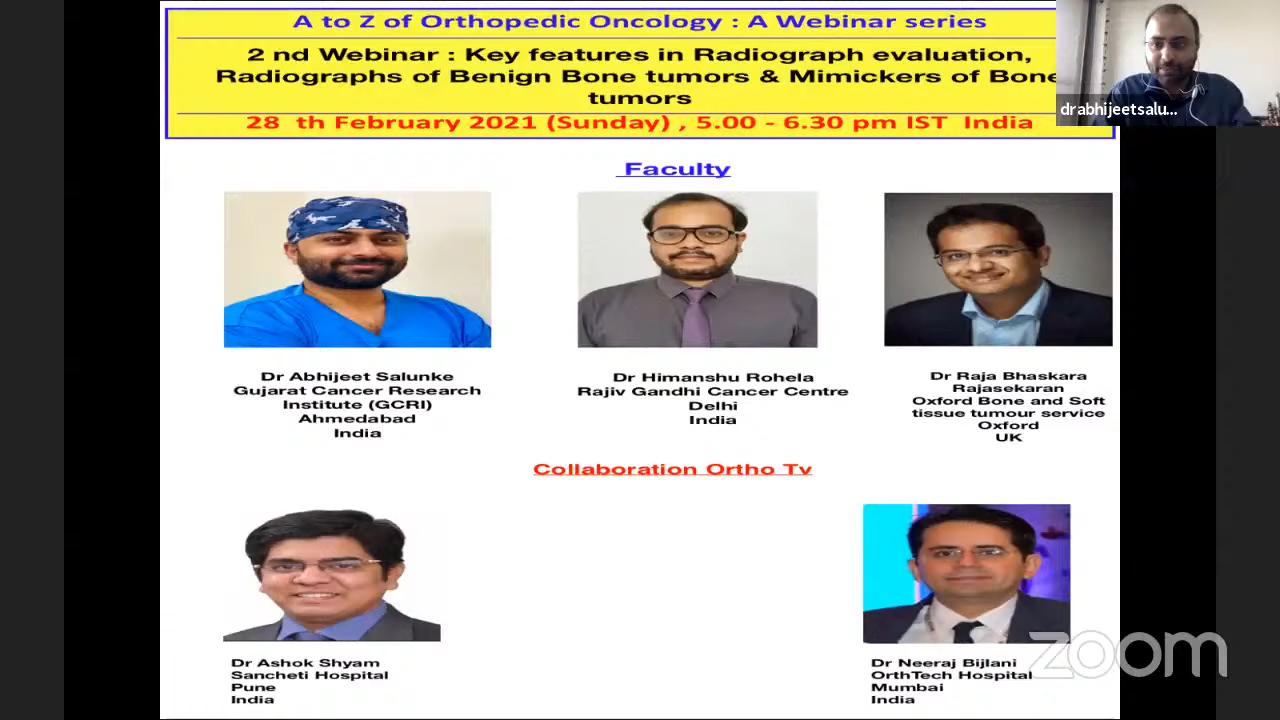 A to Z of Orthopedic Oncology : A Webinar series
2 nd Webinar : Key features in Radiograph evaluation,
Radiographs of Benign Bone tumors & Mimickers of Bone
tumors
28 th February 2021 (Sunday) , 5.00 - 6.30 pm IST India
drabhijeetsalu...
Faculty
Dr Abhijeet Salunke
Gujarat Cancer Research
Institute (GCRI)
Ahmedabad
India
Dr Himanshu Rohela
Rajiv Gandhi Cancer Centre
Delhi
India
Dr Raja Bhaskara
Rajasekaran
Oxford Bone and Soft
tissue tumour service
Oxford
UK
Collaboration Ortho Tv
Dr Ashok Shyam
Sancheti Hospital
Pune
India
Dr Neeraj Bijlani
OrthTech Hospital
Mumbai
India
zoom